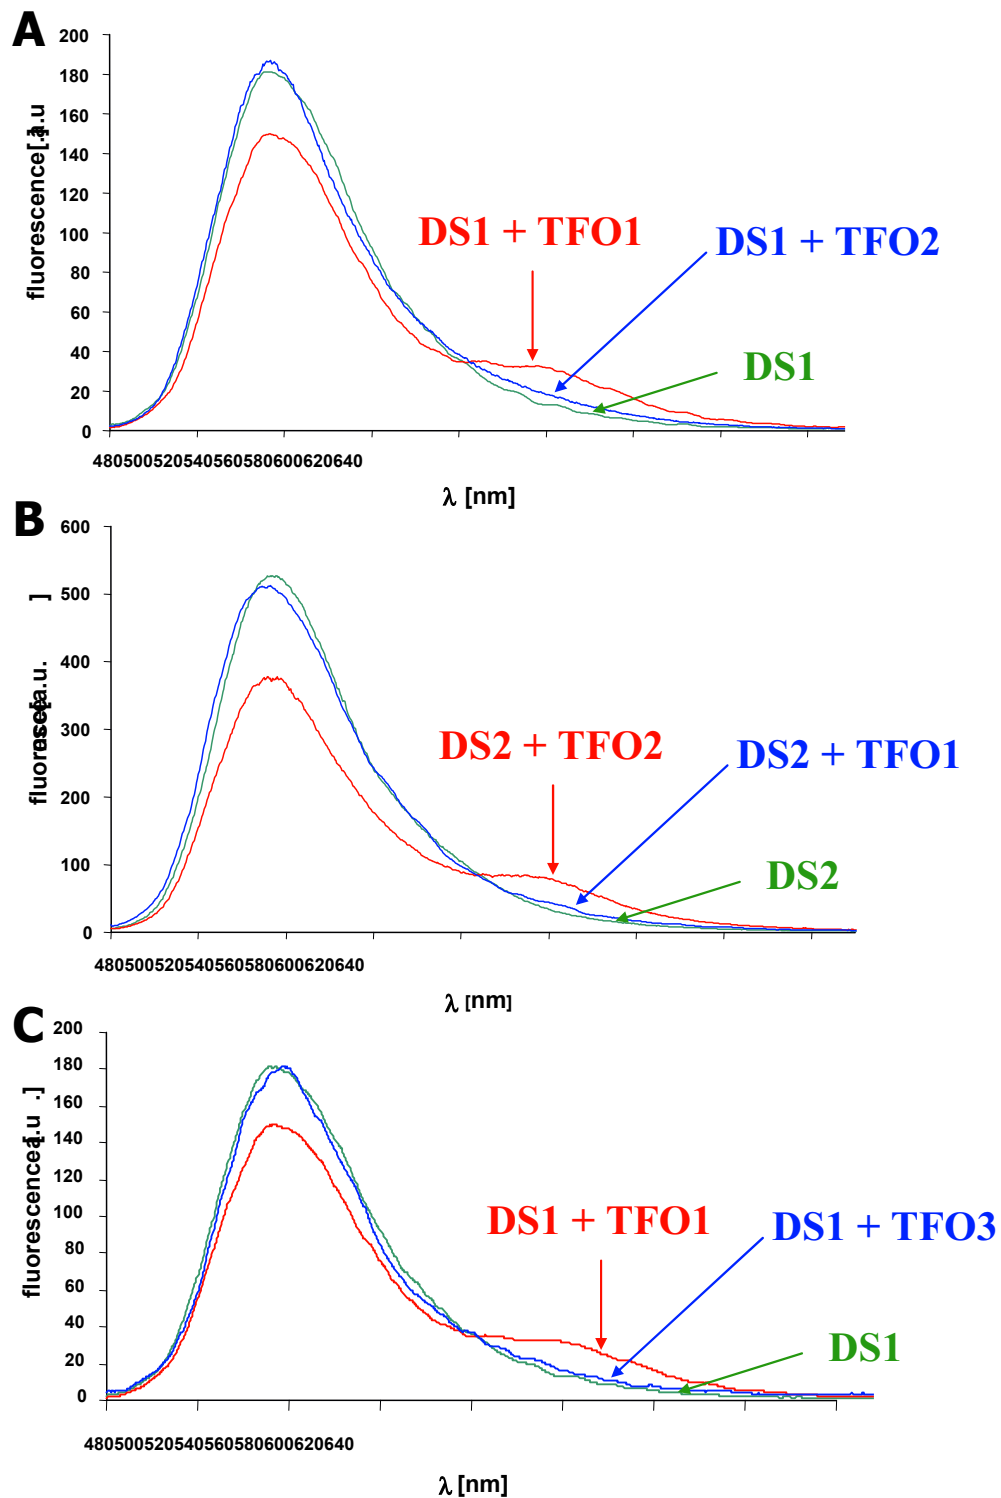 A
200
180
160
140
120
100
80
60
40
20
0
fluorescence[a.u
DS1 + TFO1
DS1 + TFO2
DS1
480500520540560580600620640
λ [nm]
B
600
500
400
300
200
100
0
DS2 + TFO2
DS2 + TFO1
DS2
480500520540560580600620640
λ [nm]
C
200
180
160
140
120
100
80
60
40
20
0
DS1 + TFO1
DS1 + TFO3
DS1
480500520540560580600620640
λ [nm]